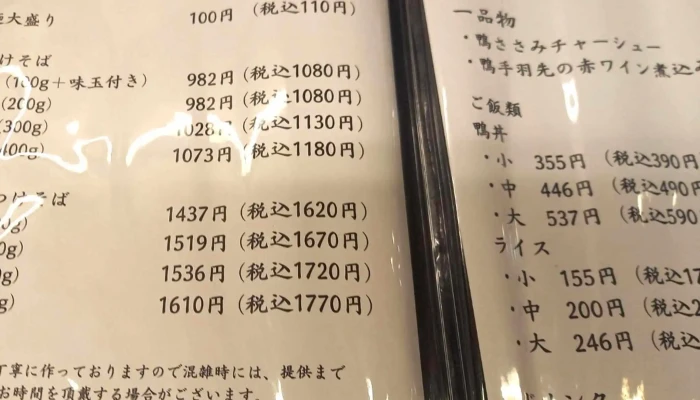 大盛り 100円 (税込110円)
けそば
(100g＋味玉付き) 982円 (税込1080円)
(200g) 982円 (税込1080円)
(300g) 1028円 (税込1130円)
00g) 1073円 (税込1180円)
つけそば
0g) 1437円 (税込1620円)
0g) 1519円 (税込1670円)
g) 1536円 (税込1720円)
g) 1610円 (税込1770円)
丁寧に作っておりますので混雑時には、提供まで
お時間を頂戴する場合がございます。
一品物
・鴨ささみチャーシュー
・鴨手羽先の赤ワイン煮込み
ご飯類
鴨丼
・小 355円 (税込390円
・中 446円 (税込490円
・大 537円 (税込590
ライス
・小 155円 (税込17
・中 200円 (税込2
・大 246円 (税込